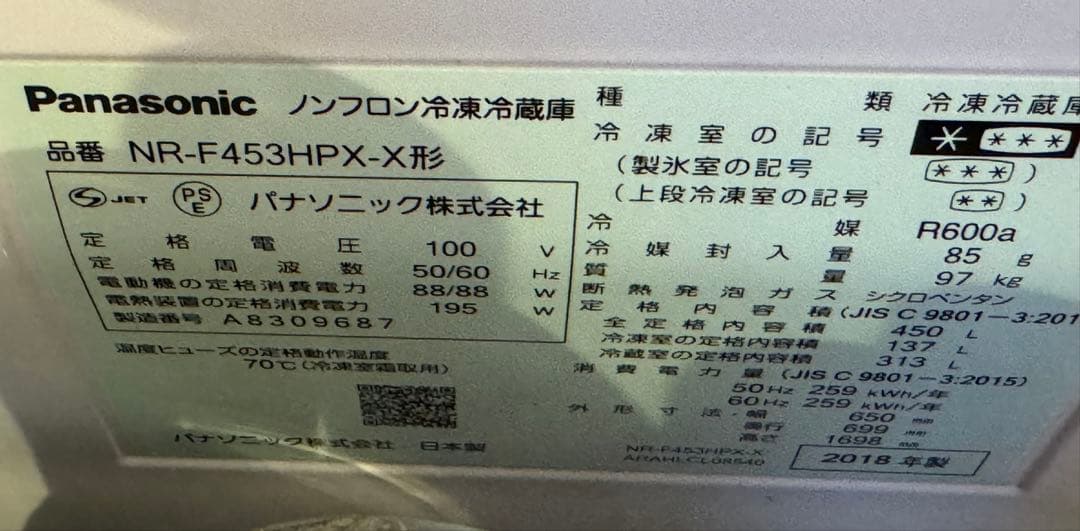 Panasonic ノンフロン冷凍冷蔵庫
品番 NR-F453HPX-X形
JET PSE パナソニック株式会社
定格電圧 100 V
定格周波数 50/60 Hz
電動機の定格消費電力 88/88 W
電熱装置の定格消費電力 195 W
製造番号 A8309687
温度ヒューズの定格動作温度
70℃(冷凍室霜取用)
パナソニック株式会社 日本製
種類 冷凍冷蔵庫
冷凍室の記号 * ***
(製氷室の記号 ***)
(上段冷凍室の記号 **)
冷媒 R600a
冷媒封入量 85 g
質量 97 kg
断熱発泡ガス シクロペンタン
定格内容積(JIS C 9801-3:201
全定格内容積 450 L
冷凍室の定格内容積 137 L
冷蔵室の定格内容積 313 L
消費電力量(JIS C 9801-3:2015)
50Hz 259 kWh/年
60Hz 259 kWh/年
外形寸法・幅 650 mm
奥行 699 mm
高さ 1698 mm
NR-F453HPX-X
2018年製